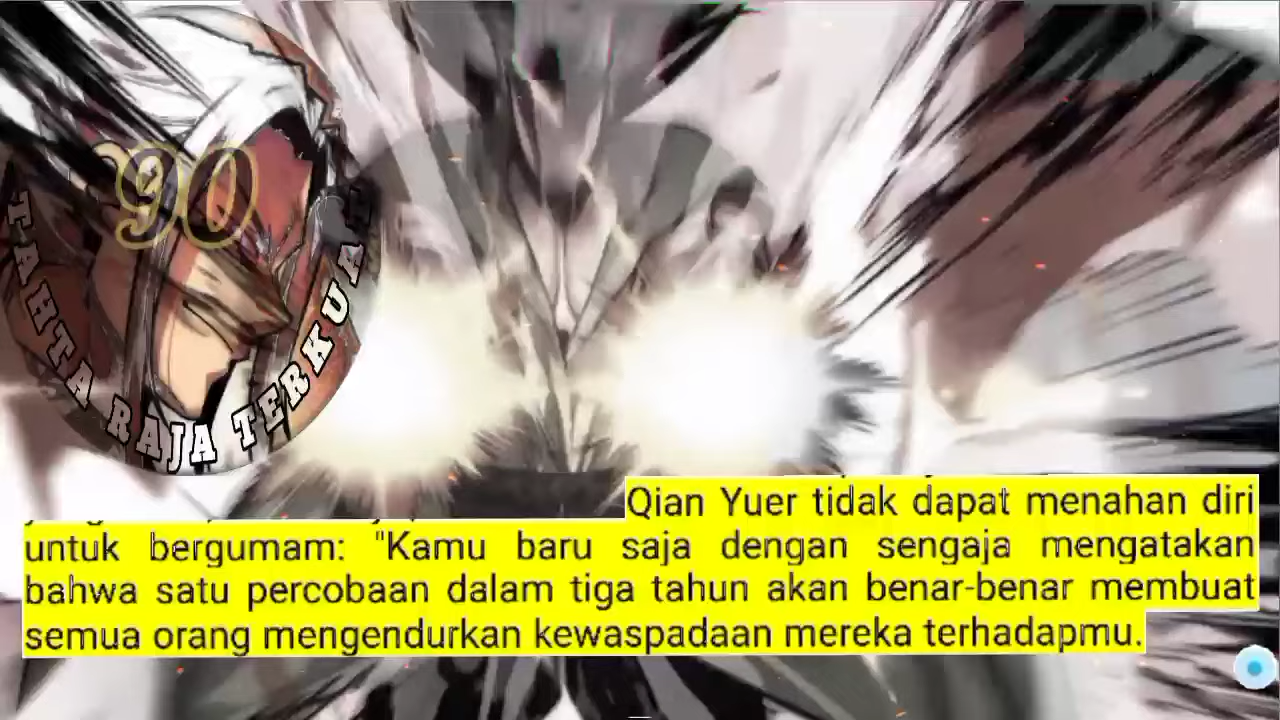 90
TAHTA RAJA TERKUAT
Qian Yuer tidak dapat menahan diri
untuk bergumam: "Kamu baru saja dengan sengaja mengatakan
bahwa satu percobaan dalam tiga tahun akan benar-benar membuat
semua orang mengendurkan kewaspadaan mereka terhadapmu.